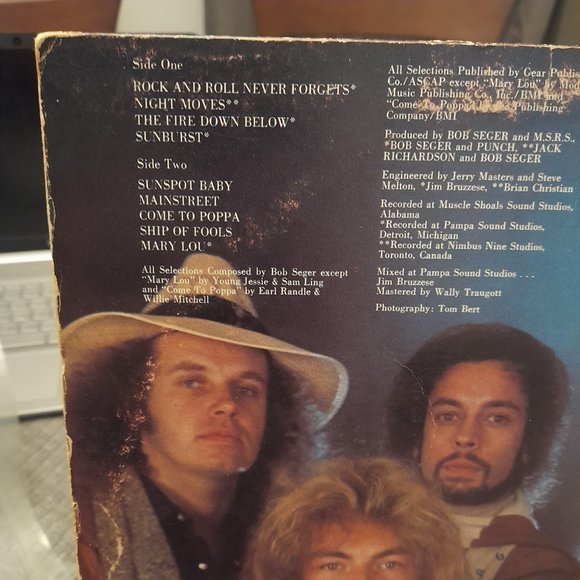 Side One
ROCK AND ROLL NEVER FORGETS*
NIGHT MOVES**
THE FIRE DOWN BELOW*
SUNBURST*
Side Two
SUNSPOT BABY
MAINSTREET
COME TO POPPA
SHIP OF FOOLS
MARY LOU*
All Selections Composed by Bob Seger except
"Mary Lou" by Young Jessie & Sam Ling
and "Come To Poppa" by Earl Randle &
Willie Mitchell
All Selections Published by Gear Publis
Co./ASCAP except "Mary Lou" by Mod
Music Publishing Co. Inc./BMI and
"Come To Poppa" by Publishing
Company/BMI
Produced by BOB SEGER and M.S.R.S.,
*BOB SEGER and PUNCH, **JACK
RICHARDSON and BOB SEGER
Engineered by Jerry Masters and Steve
Melton, *Jim Bruzzese, **Brian Christian
Recorded at Muscle Shoals Sound Studios,
Alabama
*Recorded at Pampa Sound Studios,
Detroit, Michigan
**Recorded at Nimbus Nine Studios,
Toronto, Canada
Mixed at Pampa Sound Studios . . .
Jim Bruzzese
Mastered by Wally Traugott
Photography: Tom Bert